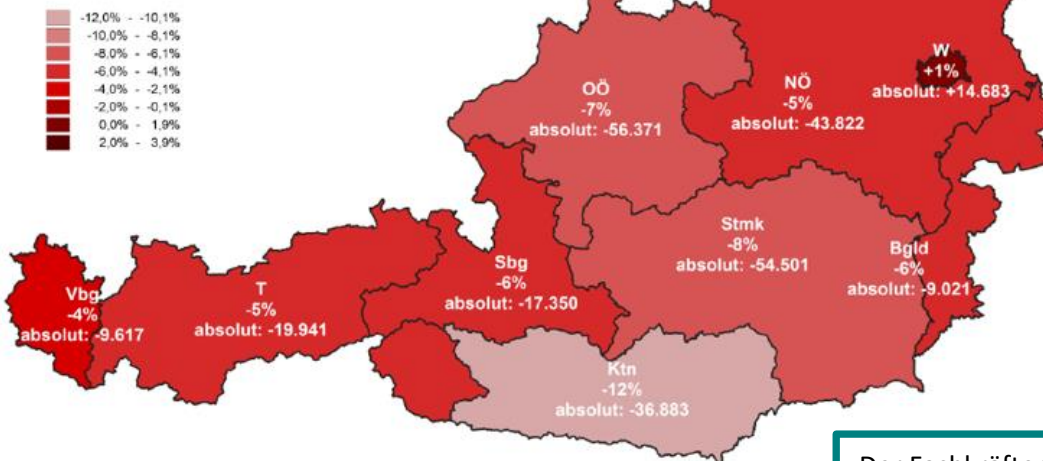 -12,0% - -10,1%
-10,0% - -8,1%
-8,0% - -6,1%
-6,0% - -4,1%
-4,0% - -2,1%
-2,0% - -0,1%
0,0% - 1,9%
2,0% - 3,9%
W
+1%
absolut: +14.683
OÖ
-7%
absolut: -56.371
NÖ
-5%
absolut: -43.822
Stmk
-8%
absolut: -54.501
Bgld
-6%
absolut: -9.021
Sbg
-6%
absolut: -17.350
T
-5%
absolut: -19.941
Vbg
-4%
absolut: -9.617
Ktn
-12%
absolut: -36.883